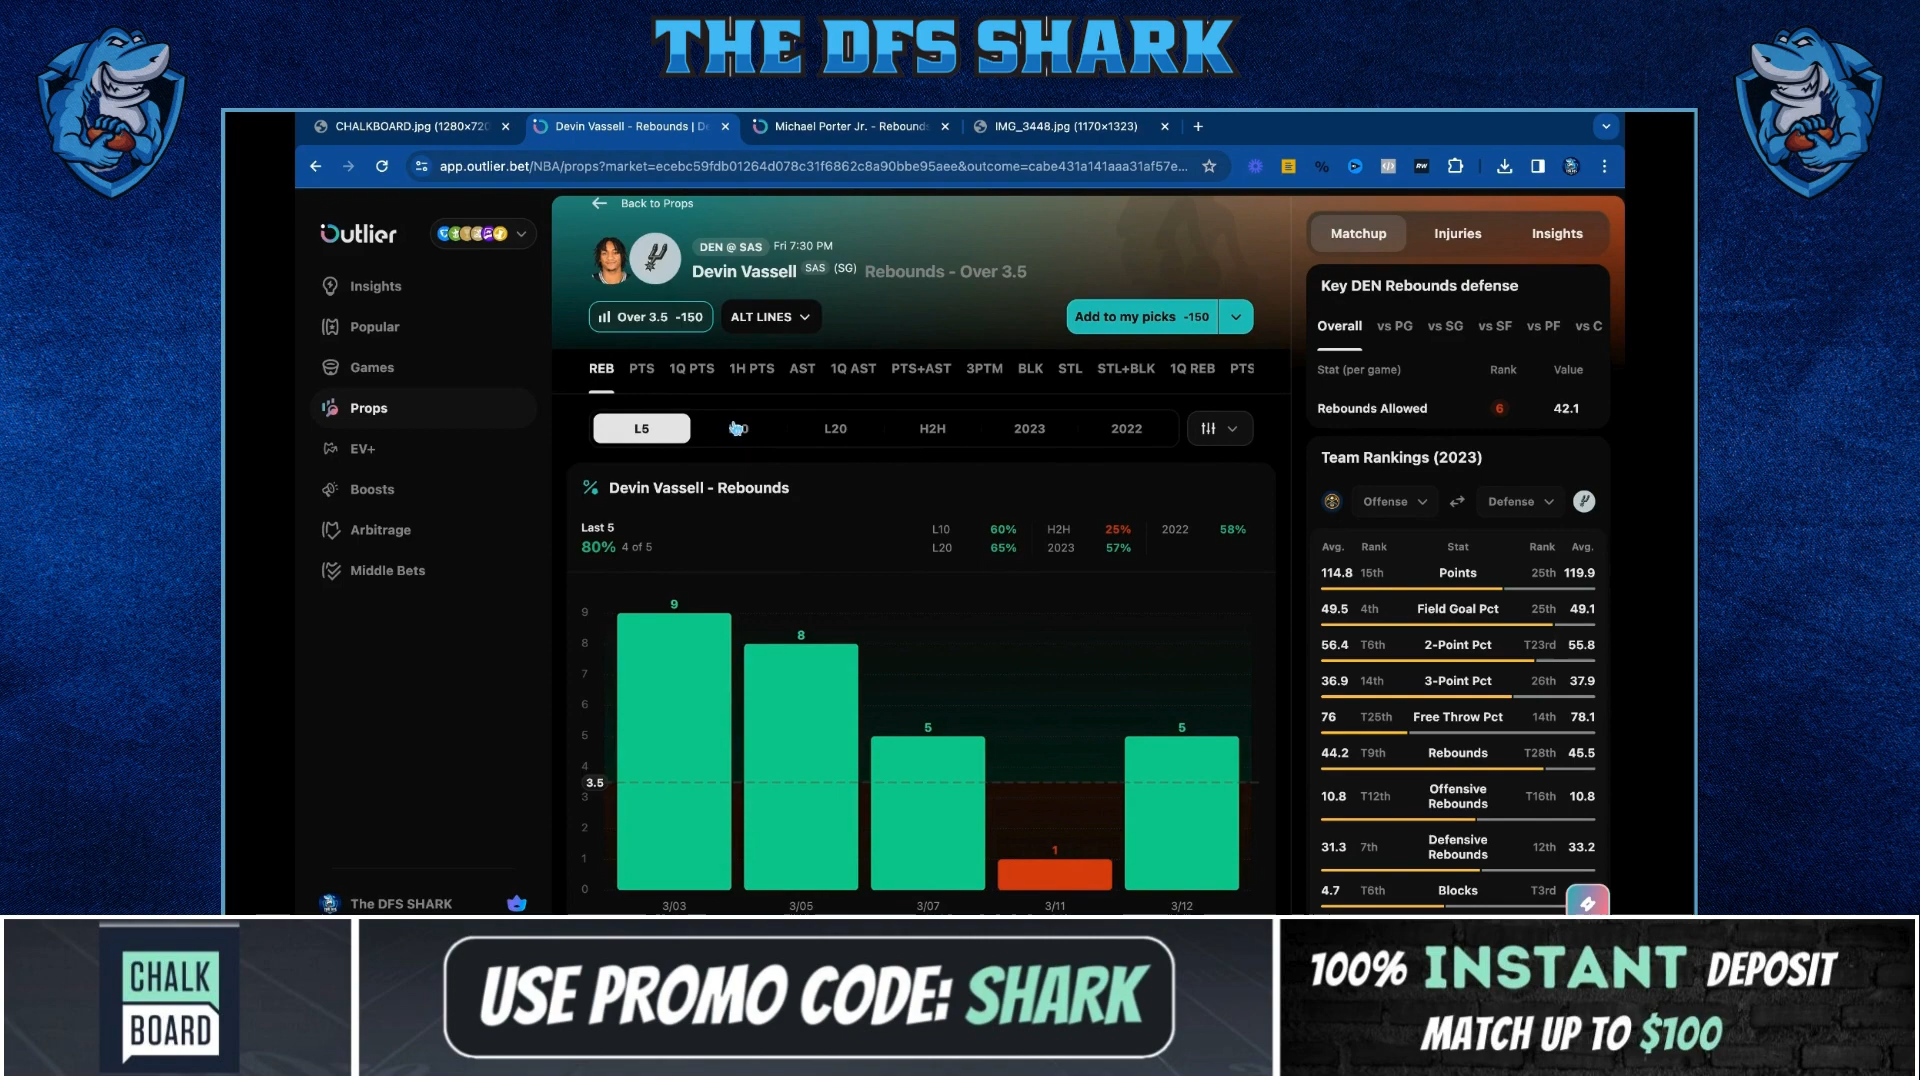 THE DFS SHARK
CHALKBOARD.jpg (1280×720
Devin Vassell - Rebounds | De
Michael Porter Jr. - Rebounds
IMG_3448.jpg (1170×1323)
app.outlier.bet/NBA/props?market=ecebc59fdb01264d078c31f6862c8a90bbe95aee&outcome=cabe431a141aaa31af57e...
Outlier
Insights
Popular
Games
Props
EV+
Boosts
Arbitrage
Middle Bets
The DFS SHARK
Back to Props
DEN @ SAS Fri 7:30 PM
Devin Vassell SAS (SG) Rebounds - Over 3.5
Over 3.5 -150
ALT LINES
Add to my picks -150
REB PTS 1Q PTS 1H PTS AST 1Q AST PTS+AST 3PTM BLK STL STL+BLK 1Q REB PTS
L5 L20 H2H 2023 2022
Devin Vassell - Rebounds
Last 5
80% 4 of 5
L10 60% H2H 25% 2022 58%
L20 65% 2023 57%
9
8
7
6
5
4
3.5
3
2
1
0
9
8
5
1
5
3/03 3/05 3/07 3/11 3/12
Matchup Injuries Insights
Key DEN Rebounds defense
Overall vs PG vs SG vs SF vs PF vs C
Stat (per game) Rank Value
Rebounds Allowed 6 42.1
Team Rankings (2023)
Offense Defense
Avg. Rank Stat Rank Avg.
114.8 15th Points 25th 119.9
49.5 4th Field Goal Pct 25th 49.1
56.4 T6th 2-Point Pct T23rd 55.8
36.9 14th 3-Point Pct 26th 37.9
76 T25th Free Throw Pct 14th 78.1
44.2 T9th Rebounds T28th 45.5
10.8 T12th Offensive Rebounds T16th 10.8
31.3 7th Defensive Rebounds 12th 33.2
4.7 T6th Blocks T3rd
CHALK
BOARD
USE PROMO CODE: SHARK
100% INSTANT DEPOSIT
MATCH UP TO $100